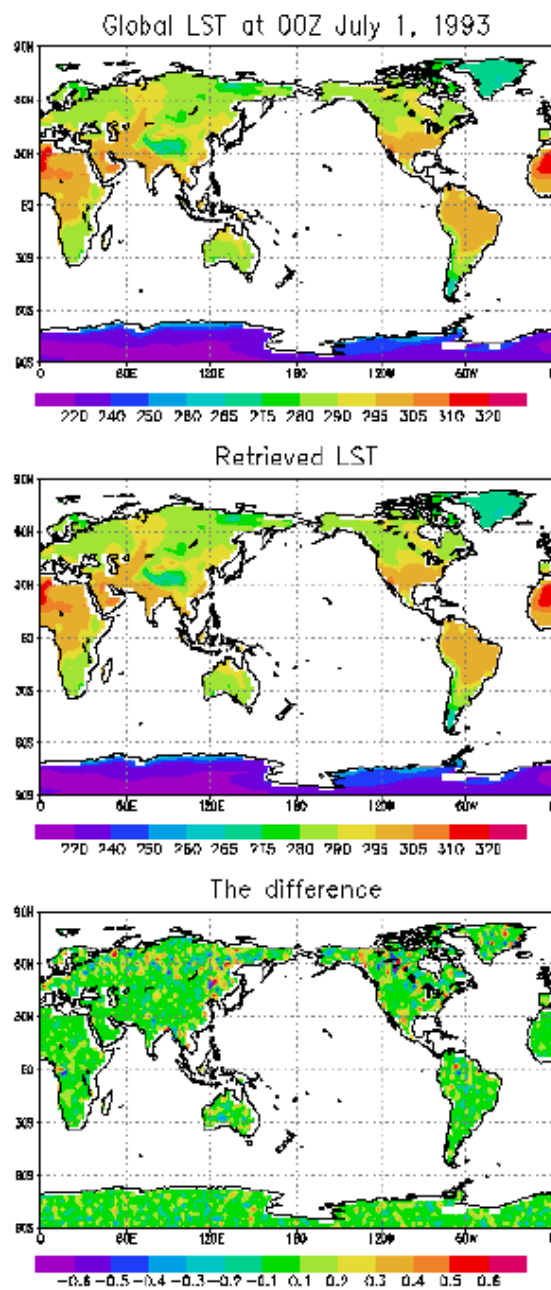 Global LST at 00Z July 1, 1993
90N
60N
30N
EQ
30S
60S
90S
0 60E 120E 180 120W 60W
220 240 250 260 265 275 280 290 295 305 310 320
Retrieved LST
90N
60N
30N
EQ
30S
60S
90S
0 60E 120E 180 120W 60W
220 240 250 260 265 275 280 290 295 305 310 320
The difference
90N
60N
30N
EQ
30S
60S
90S
0 60E 120E 180 120W 60W
-0.6 -0.5 -0.4 -0.3 -0.2 -0.1 0.1 0.2 0.3 0.4 0.5 0.6